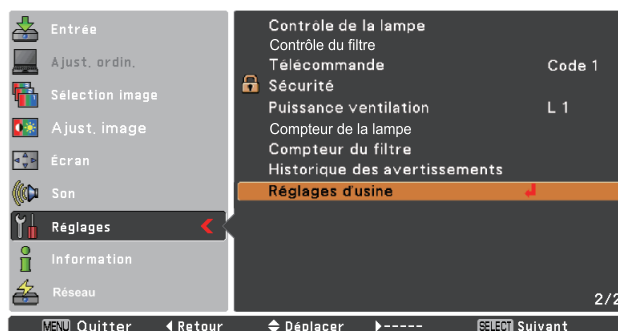 Entrée
Ajust. ordin.
Sélection image
Ajust. image
Écran
Son
Réglages
Information
Réseau
Contrôle de la lampe
Contrôle du filtre
Télécommande Code 1
Sécurité
Puissance ventilation L 1
Compteur de la lampe
Compteur du filtre
Historique des avertissements
Réglages d'usine
2/2
MENU Quitter Retour Déplacer ----- SELECT Suivant